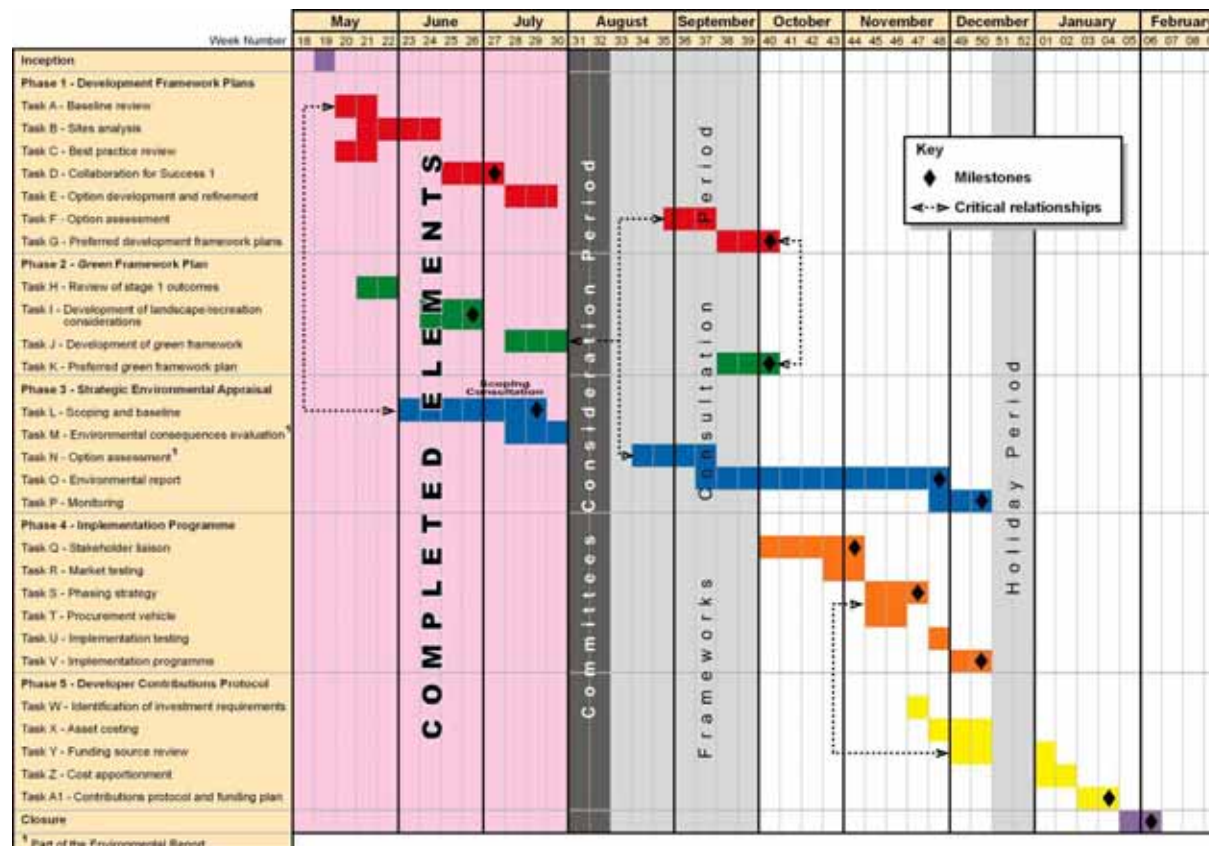 May June July August September October November December January February
Week Number 18 19 20 21 22 23 24 25 26 27 28 29 30 31 32 33 34 35 36 37 38 39 40 41 42 43 44 45 46 47 48 49 50 51 52 01 02 03 04 05 06 07 08
Inception
Phase 1 - Development Framework Plans
Task A - Baseline review
Task B - Sites analysis
Task C - Best practice review
Task D - Collaboration for Success 1
Task E - Option development and refinement
Task F - Option assessment
Task G - Preferred development framework plans
Phase 2 - Green Framework Plan
Task H - Review of stage 1 outcomes
Task I - Development of landscape/recreation
considerations
Task J - Development of green framework
Task K - Preferred green framework plan
Phase 3 - Strategic Environmental Appraisal
Task L - Scoping and baseline
Task M - Environmental consequences evaluation¶
Task N - Option assessment¶
Task O - Environmental report
Task P - Monitoring
Phase 4 - Implementation Programme
Task Q - Stakeholder liaison
Task R - Market testing
Task S - Phasing strategy
Task T - Procurement vehicle
Task U - Implementation testing
Task V - Implementation programme
Phase 5 - Developer Contributions Protocol
Task W - Identification of investment requirements
Task X - Asset costing
Task Y - Funding source review
Task Z - Cost apportionment
Task A1 - Contributions protocol and funding plan
Closure
¶ Part of the Environmental Report
COMPLETED ELEMENTS
Scoping
Consultation
Committees Consideration Period
Frameworks Consultation Period
Holiday Period
Key
Milestones
Critical relationships